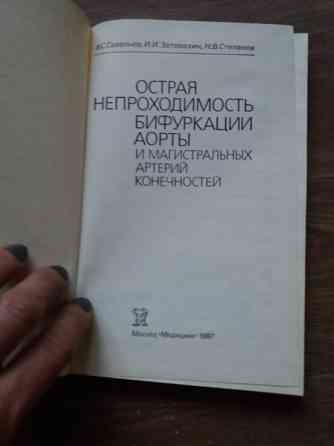 В.С.Савельев, И.И.Затевахин, Н.В.Степанов
ОСТРАЯ
НЕПРОХОДИМОСТЬ
БИФУРКАЦИИ
АОРТЫ
И МАГИСТРАЛЬНЫХ
АРТЕРИЙ
КОНЕЧНОСТЕЙ
Москва «Медицина» 1987